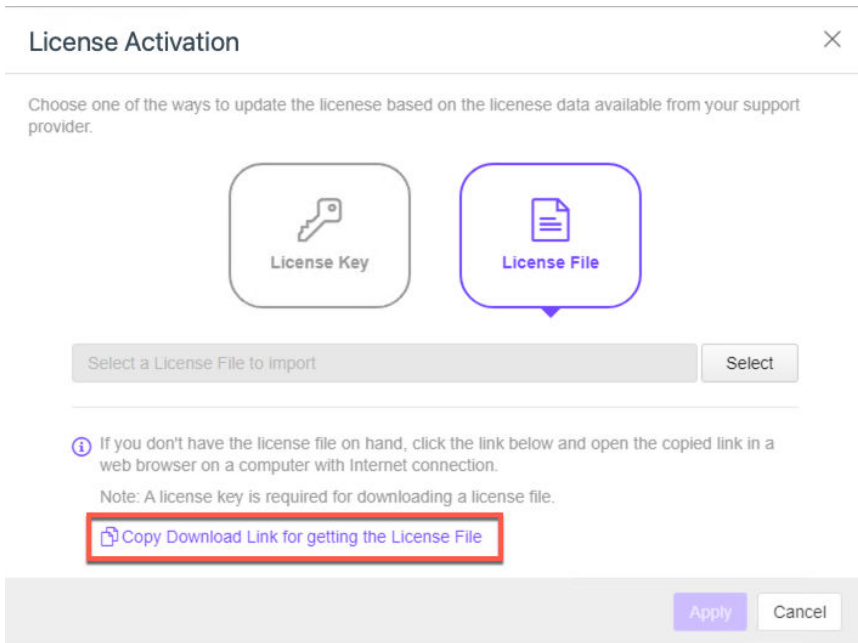 License Activation
Choose one of the ways to update the licenese based on the licenese data available from your support
provider.
License Key
License File
Select a License File to import
Select
If you don't have the license file on hand, click the link below and open the copied link in a
web browser on a computer with Internet connection.
Note: A license key is required for downloading a license file.
Copy Download Link for getting the License File
Apply
Cancel